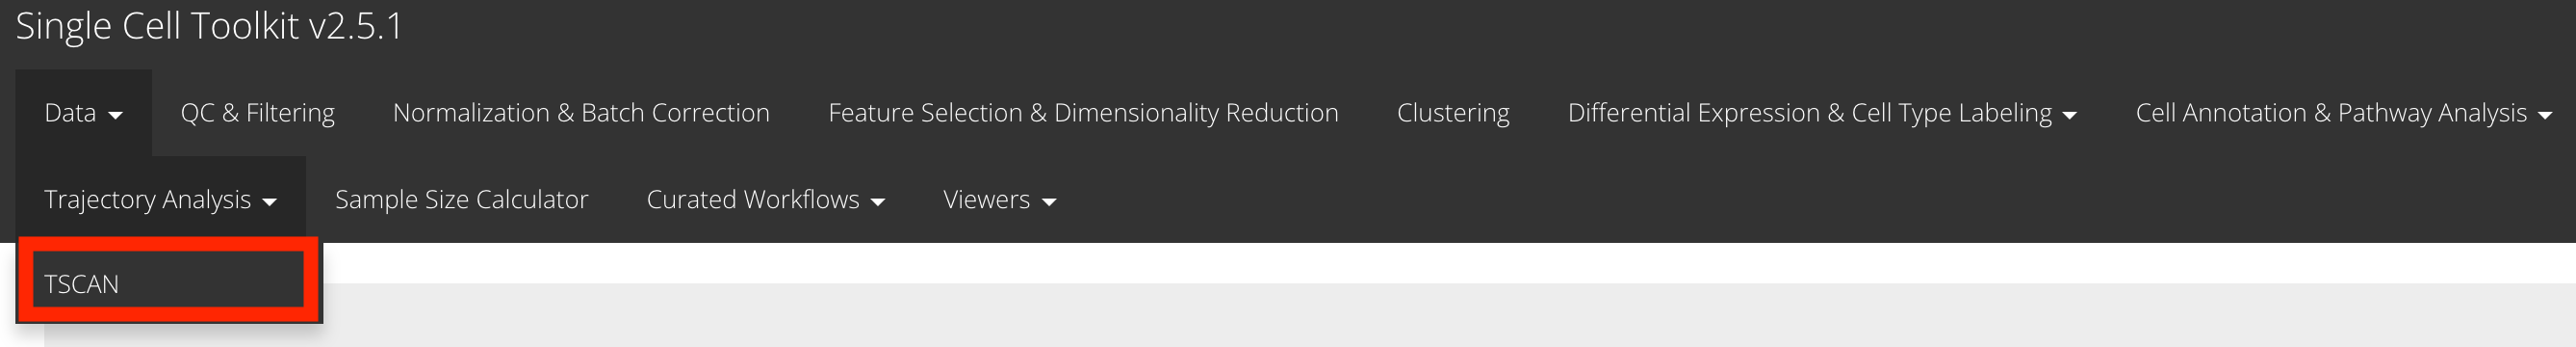 Single Cell Toolkit v2.5.1
Data QC & Filtering Normalization & Batch Correction Feature Selection & Dimensionality Reduction Clustering Differential Expression & Cell Type Labeling Cell Annotation & Pathway Analysis
Trajectory Analysis Sample Size Calculator Curated Workflows Viewers
TSCAN